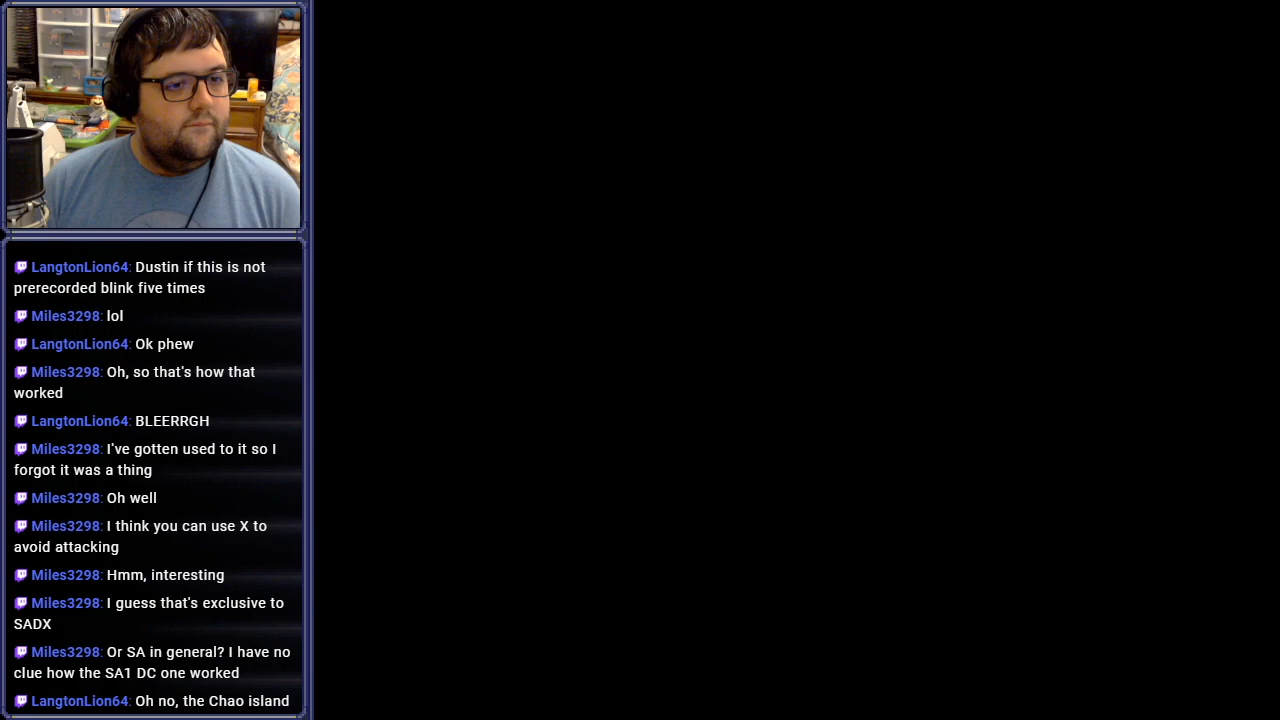 LangtonLion64: Dustin if this is not
prerecorded blink five times
Miles3298: lol
LangtonLion64: Ok phew
Miles3298: Oh, so that's how that
worked
LangtonLion64: BLEERRGH
Miles3298: I've gotten used to it so I
forgot it was a thing
Miles3298: Oh well
Miles3298: I think you can use X to
avoid attacking
Miles3298: Hmm, interesting
Miles3298: I guess that's exclusive to
SADX
Miles3298: Or SA in general? I have no
clue how the SA1 DC one worked
LangtonLion64: Oh no, the Chao island